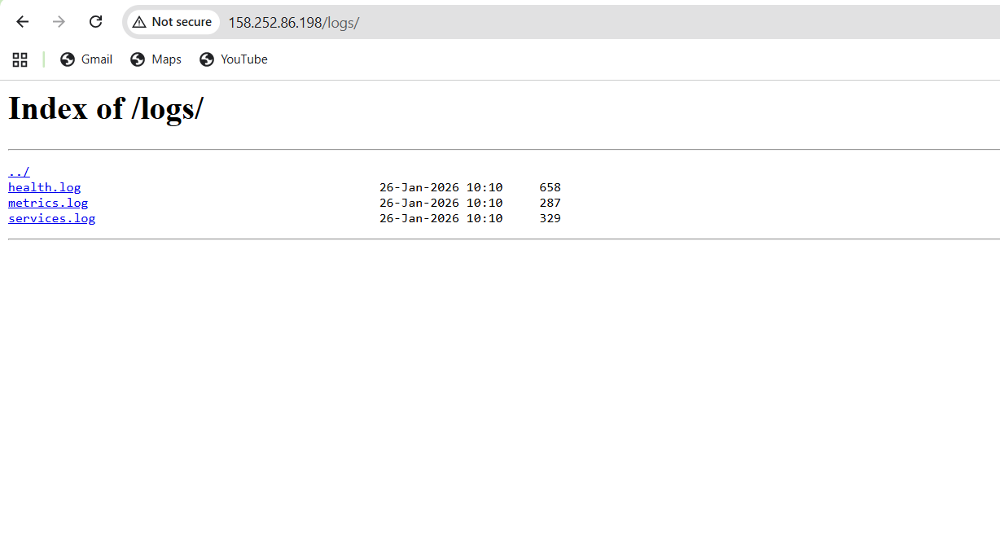 Not secure 158.252.86.198/logs/
Gmail Maps YouTube
Index of /logs/
../
health.log 26-Jan-2026 10:10 658
metrics.log 26-Jan-2026 10:10 287
services.log 26-Jan-2026 10:10 329